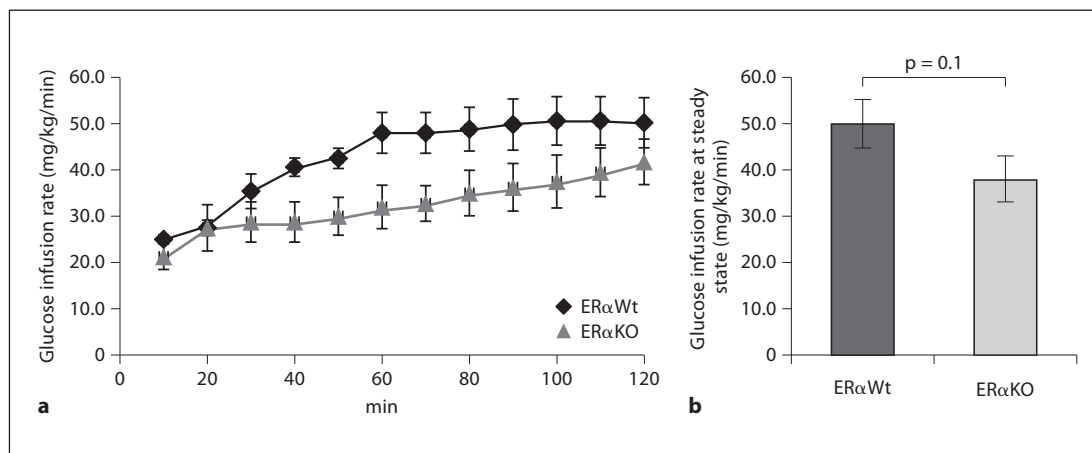 Glucose infusion rate (mg/kg/min)
60.0
50.0
40.0
30.0
20.0
10.0
0
0
20
40
60
80
100
120
min
ERαWt
ERαKO
a
Glucose infusion rate at steady
state (mg/kg/min)
60.0
50.0
40.0
30.0
20.0
10.0
0
p = 0.1
ERαWt
ERαKO
b